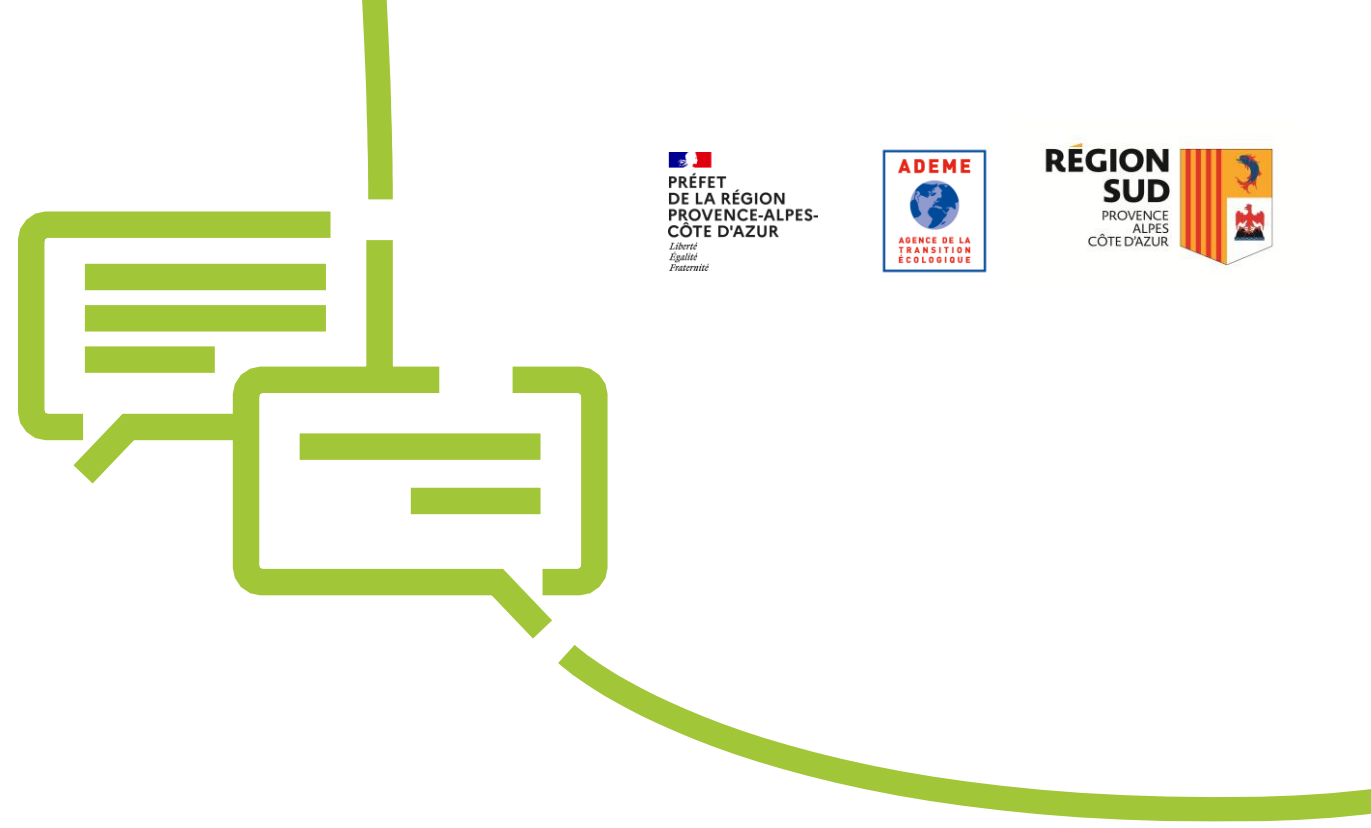 PRÉFET
DE LA RÉGION
PROVENCE-ALPES-
CÔTE D'AZUR
Liberté
Égalité
Fraternité
ADEME
AGENCE DE LA
TRANSITION
ÉCOLOGIQUE
RÉGION
SUD
PROVENCE
ALPES
CÔTE D'AZUR